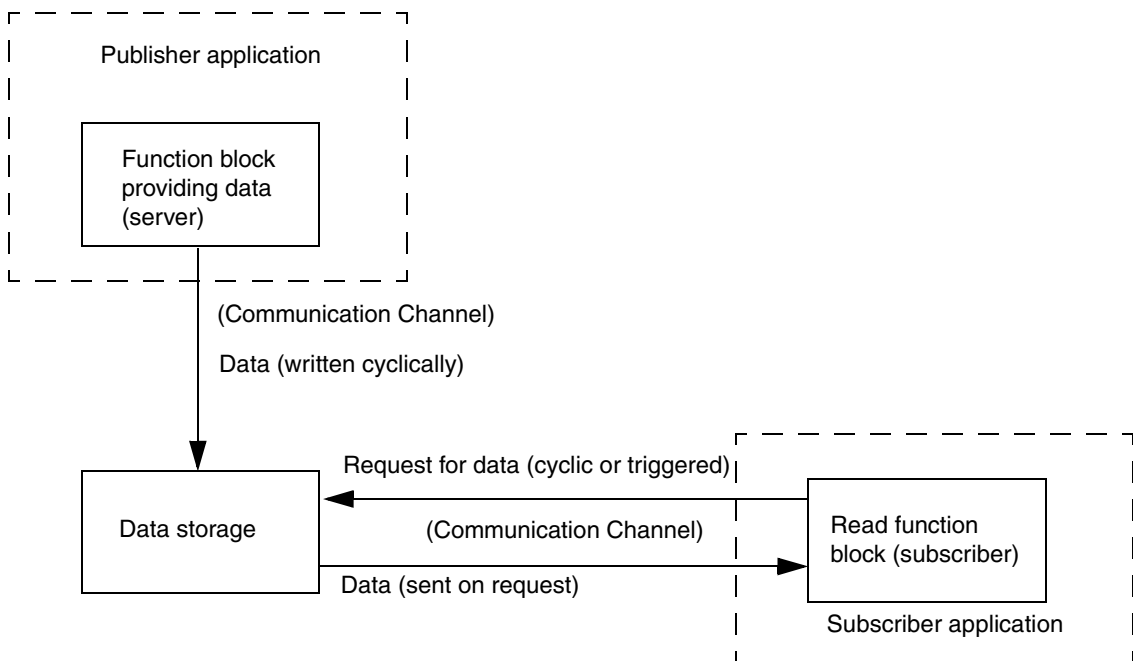 Publisher application
Function block
providing data
(server)
(Communication Channel)
Data (written cyclically)
Request for data (cyclic or triggered)
Data storage
(Communication Channel)
Read function
block (subscriber)
Data (sent on request)
Subscriber application